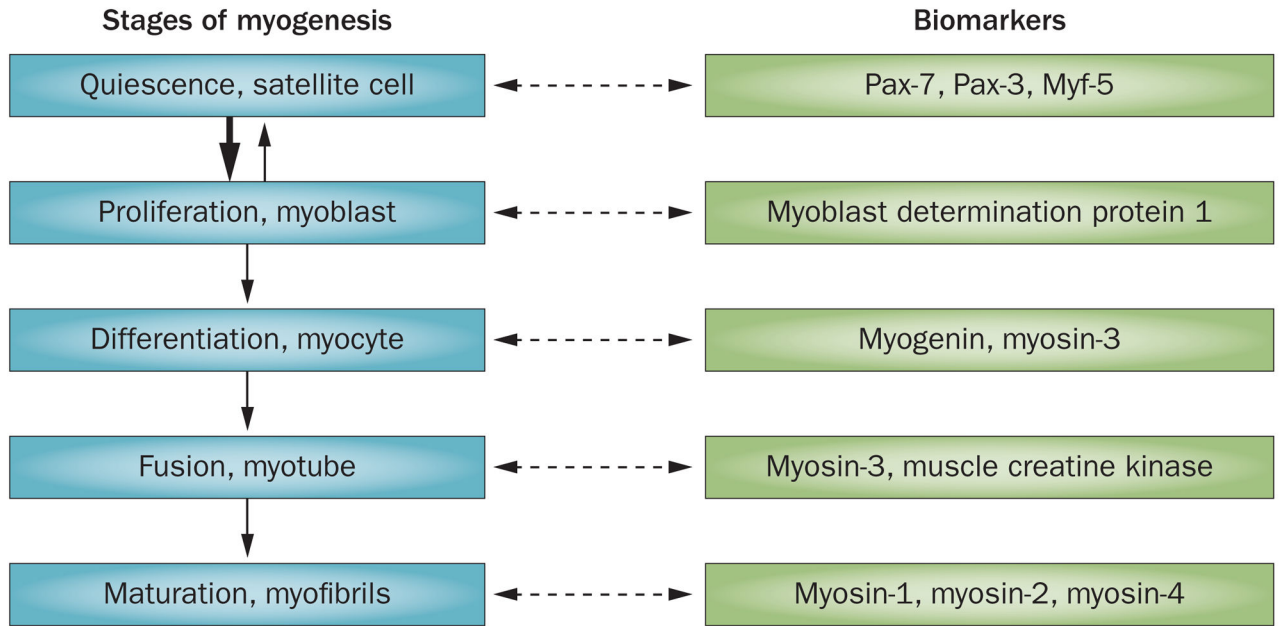 Stages of myogenesis
Biomarkers
Quiescence, satellite cell
Pax-7, Pax-3, Myf-5
Proliferation, myoblast
Myoblast determination protein 1
Differentiation, myocyte
Myogenin, myosin-3
Fusion, myotube
Myosin-3, muscle creatine kinase
Maturation, myofibrils
Myosin-1, myosin-2, myosin-4